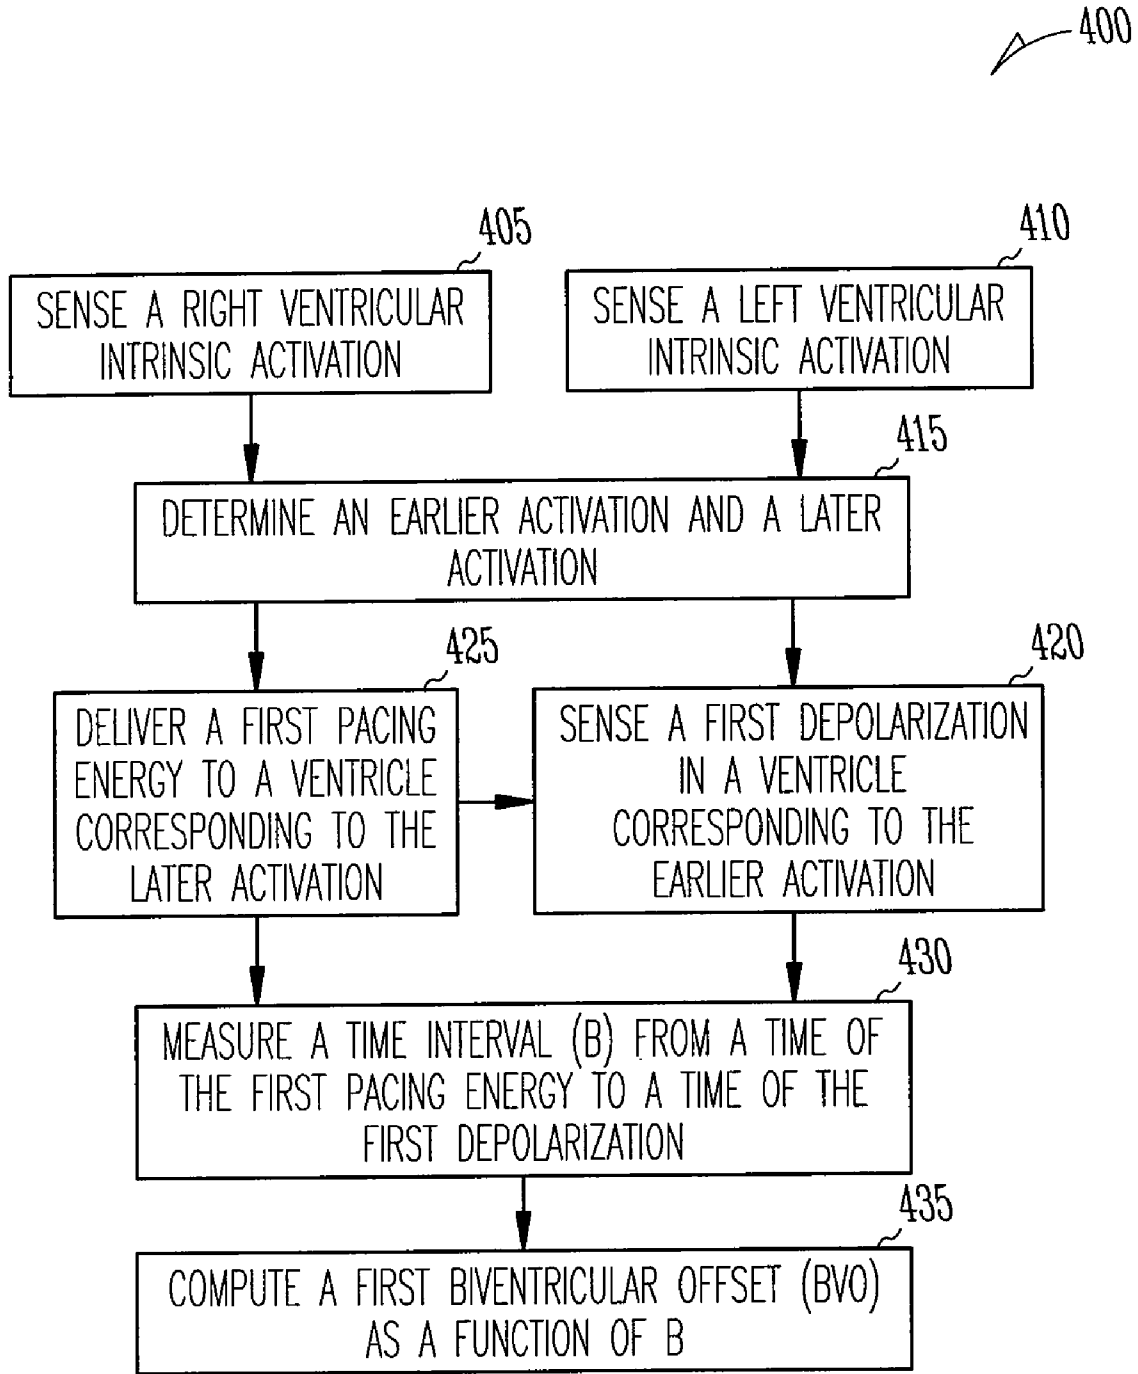 400
405
SENSE A RIGHT VENTRICULAR
INTRINSIC ACTIVATION
410
SENSE A LEFT VENTRICULAR
INTRINSIC ACTIVATION
415
DETERMINE AN EARLIER ACTIVATION AND A LATER
ACTIVATION
425
DELIVER A FIRST PACING
ENERGY TO A VENTRICLE
CORRESPONDING TO THE
LATER ACTIVATION
420
SENSE A FIRST DEPOLARIZATION
IN A VENTRICLE
CORRESPONDING TO THE
EARLIER ACTIVATION
430
MEASURE A TIME INTERVAL (B) FROM A TIME OF
THE FIRST PACING ENERGY TO A TIME OF THE
FIRST DEPOLARIZATION
435
COMPUTE A FIRST BIVENTRICULAR OFFSET (BVO)
AS A FUNCTION OF B